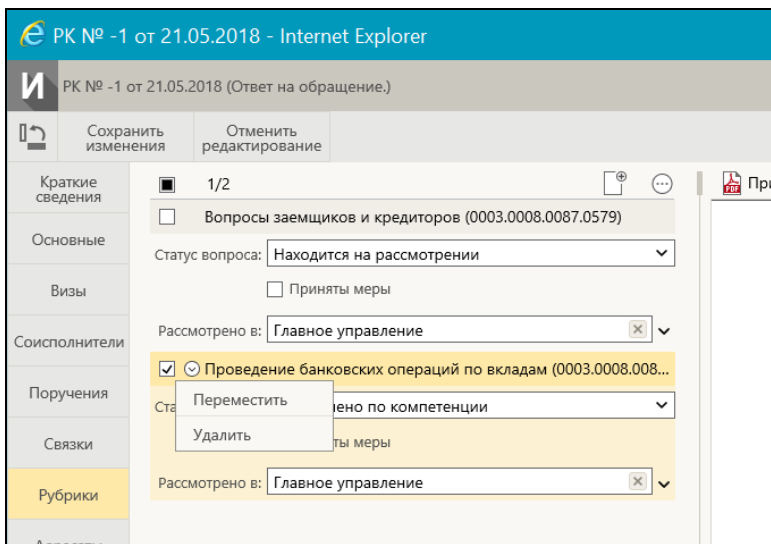 РК № -1 от 21.05.2018 - Internet Explorer
И
РК № -1 от 21.05.2018 (Ответ на обращение.)
Сохранить
изменения
Отменить
редактирование
Краткие
сведения
Основные
Визы
Соисполнители
Поручения
Связки
Рубрики
1/2
Вопросы заемщиков и кредиторов (0003.0008.0087.0579)
Статус вопроса: Находится на рассмотрении
Приняты меры
Рассмотрено в: Главное управление
Проведение банковских операций по вкладам (0003.0008.008...
Переместить
Удалить
Ста
ено по компетенции
ты меры
Рассмотрено в: Главное управление
PDF
При